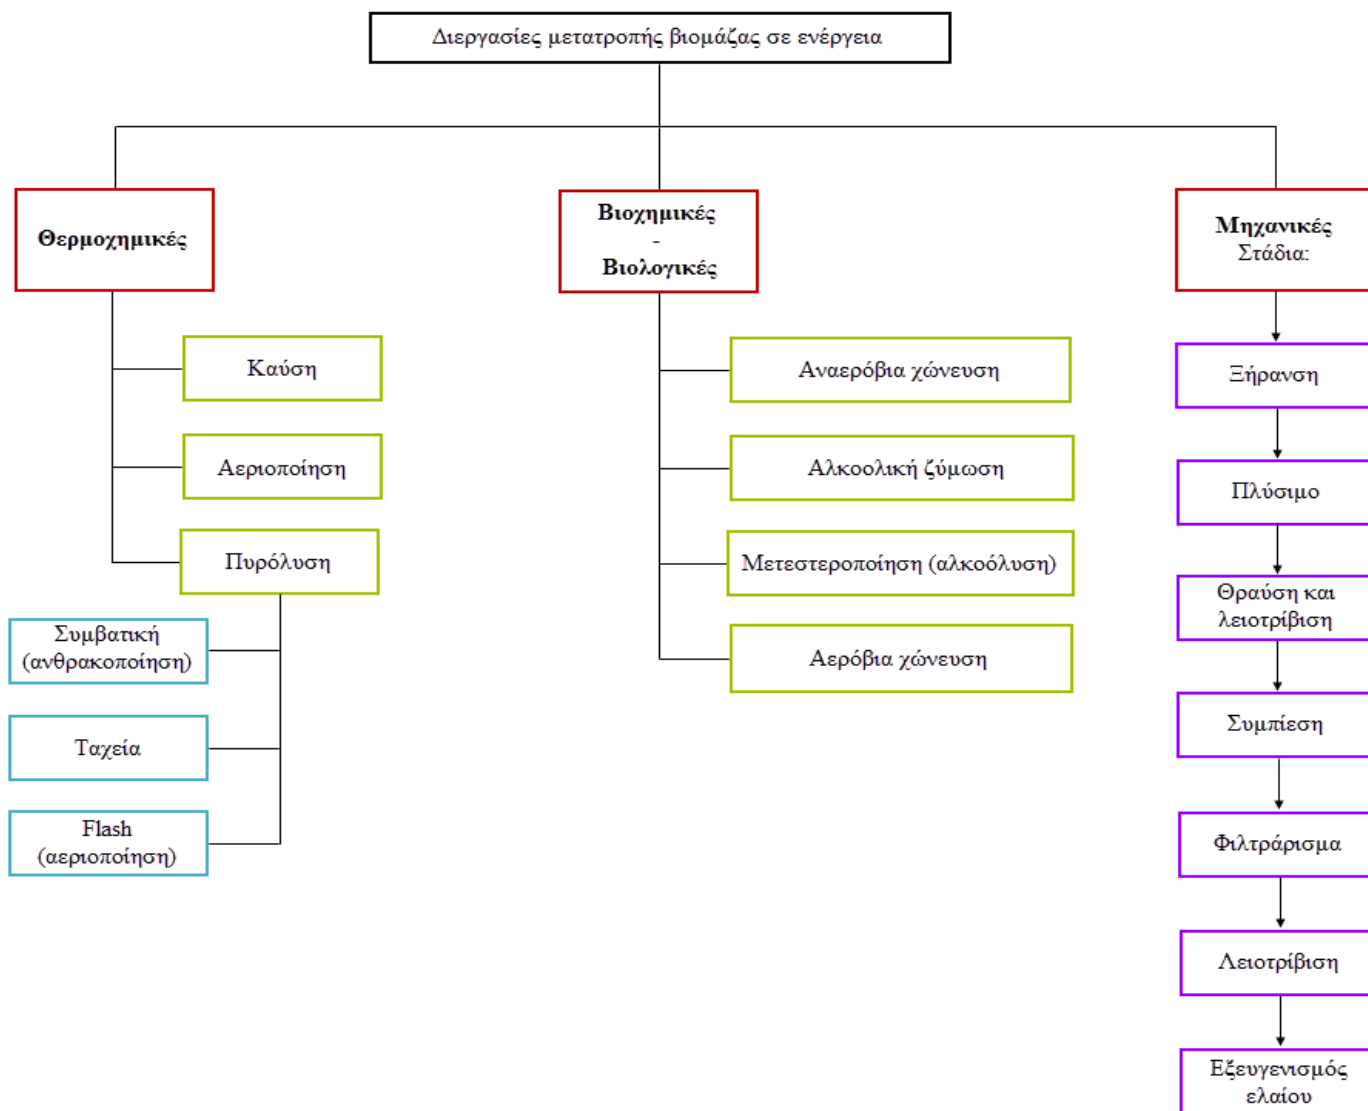 Διεργασίες μετατροπής βιομάζας σε ενέργεια
Θερμοχημικές
Καύση
Αεριοποίηση
Πυρόλυση
Συμβατική
(ανθρακοποίηση)
Ταχεία
Flash
(αεριοποίηση)
Βιοχημικές
-
Βιολογικές
Αναερόβια χώνευση
Αλκοολική ζύμωση
Μετεστεροποίηση (αλκοόλυση)
Αερόβια χώνευση
Μηχανικές
Στάδια:
Ξήρανση
Πλύσιμο
Θραύση και
λειοτρίβιση
Συμπίεση
Φιλτράρισμα
Λειοτρίβιση
Εξευγενισμός
ελαίου